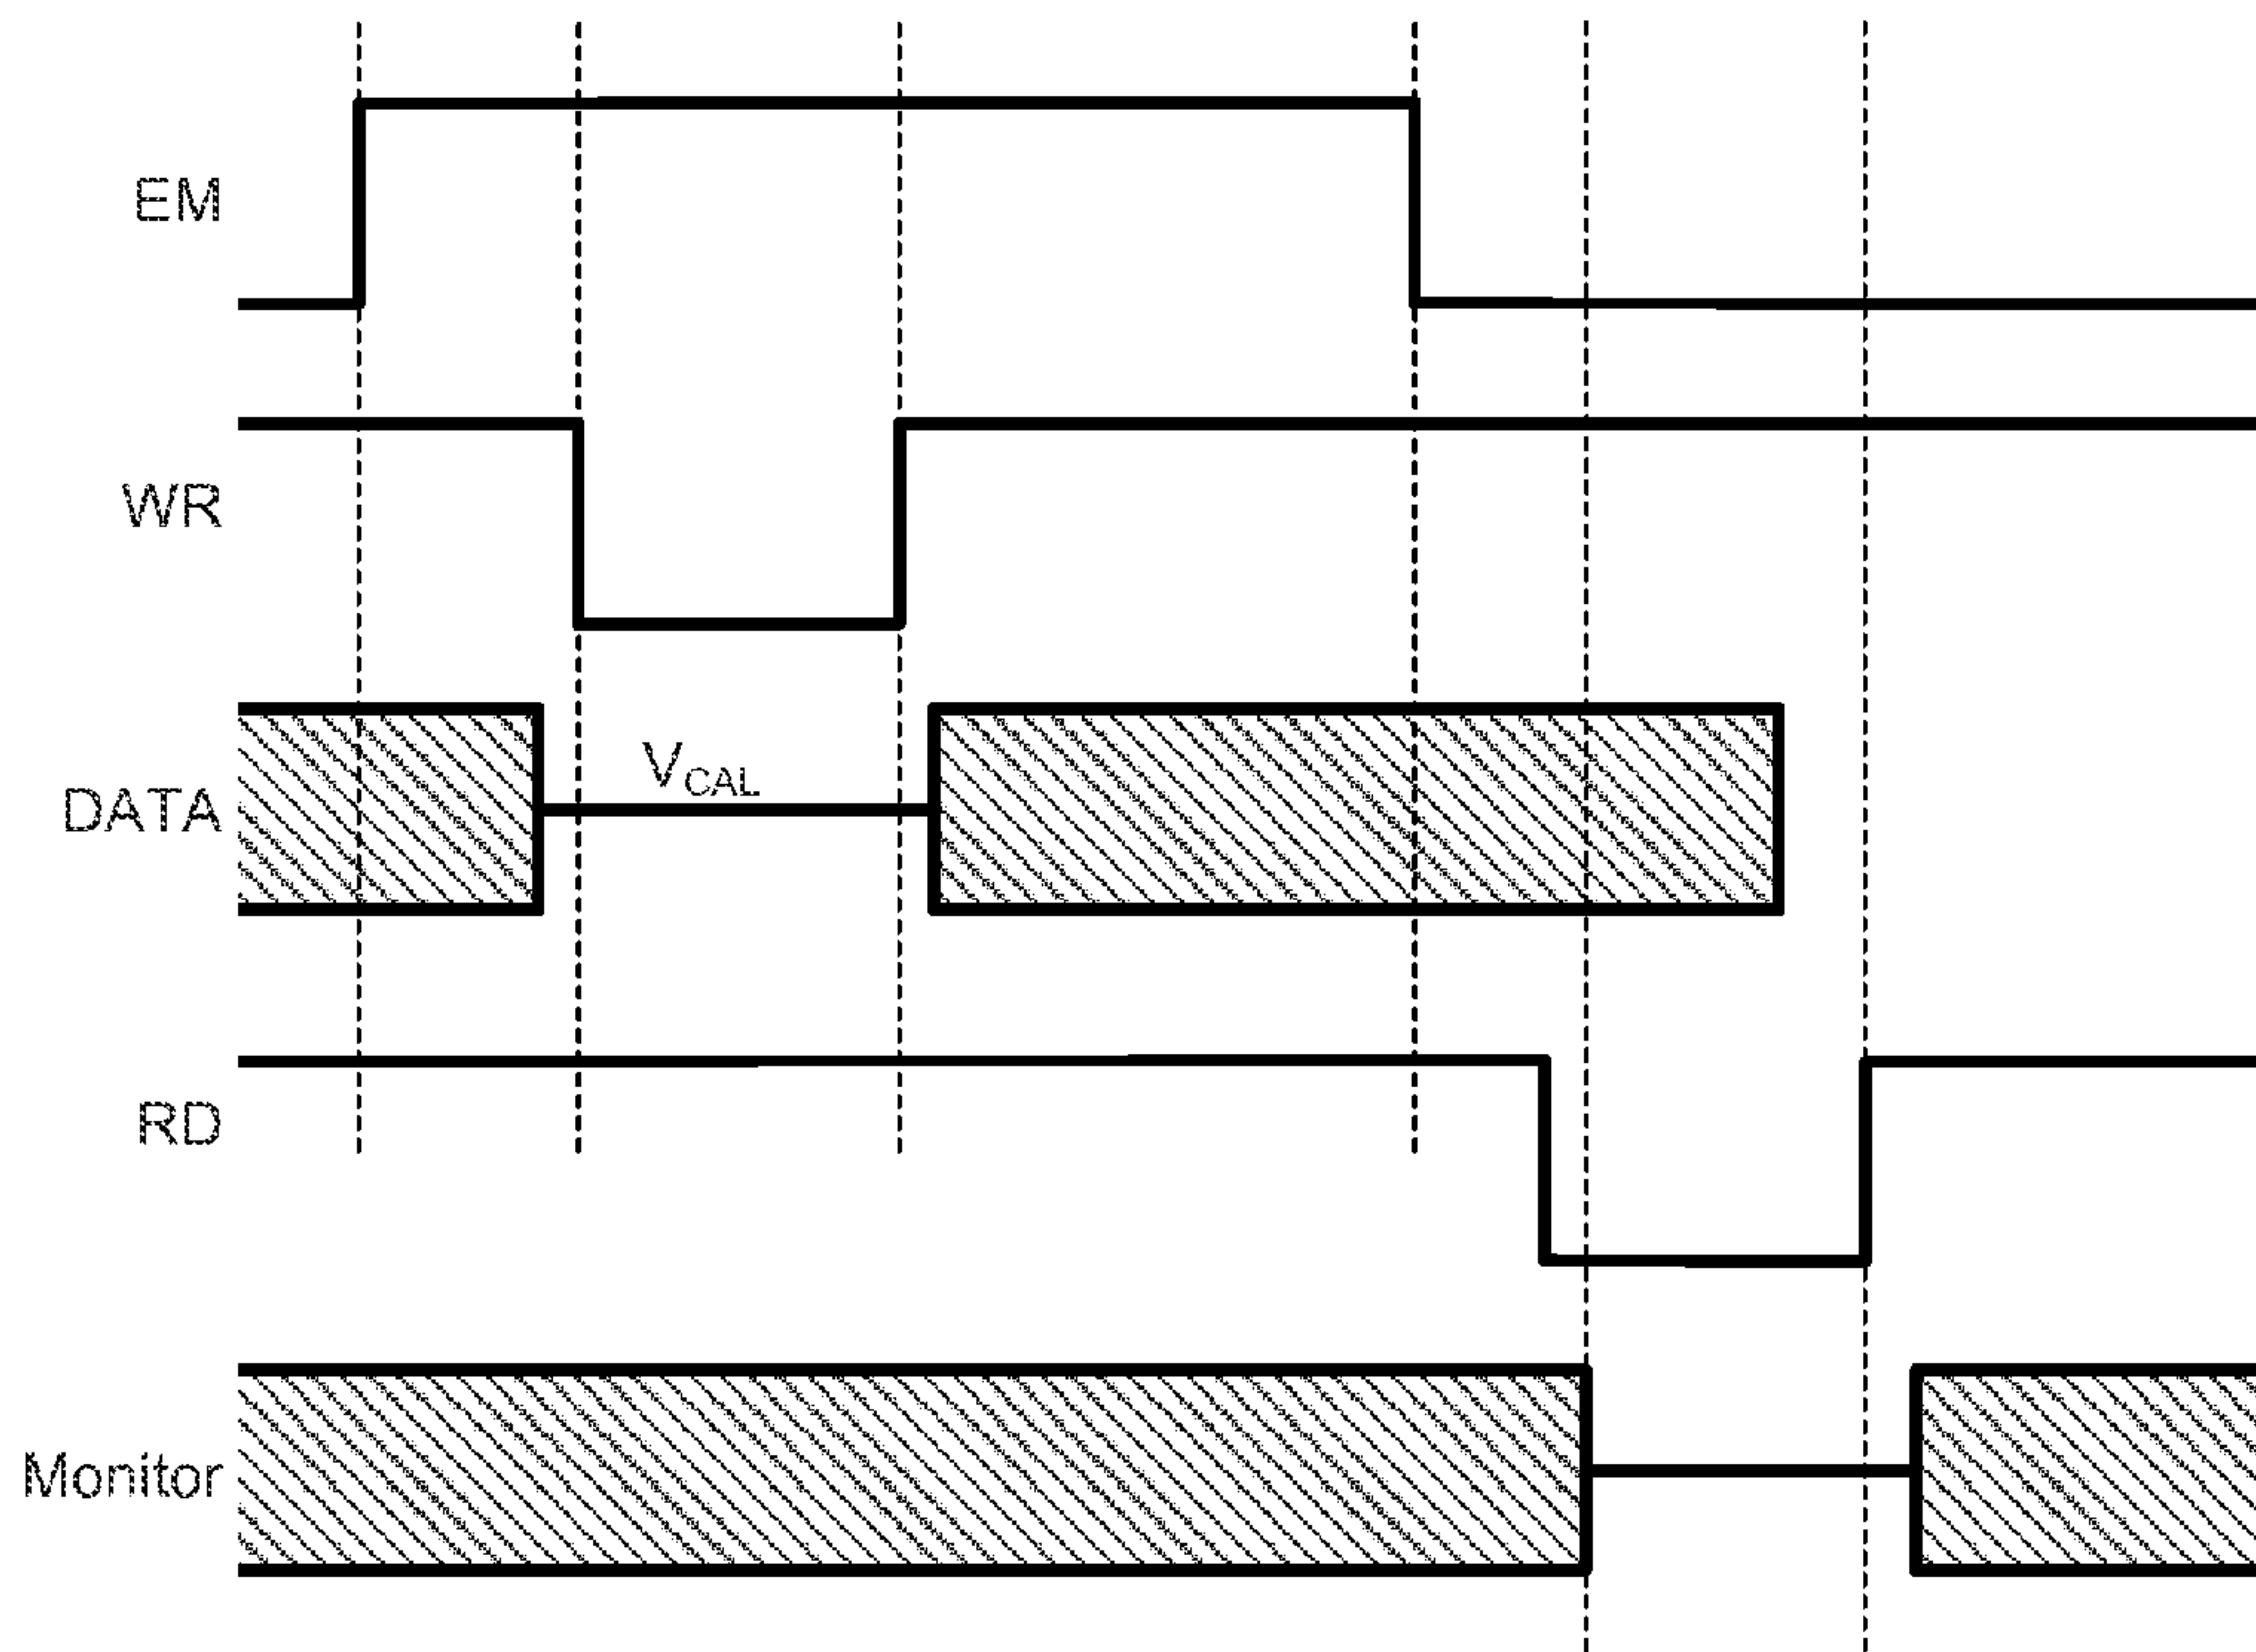 EM
WR
V_CAL
DATA
RD
Monitor